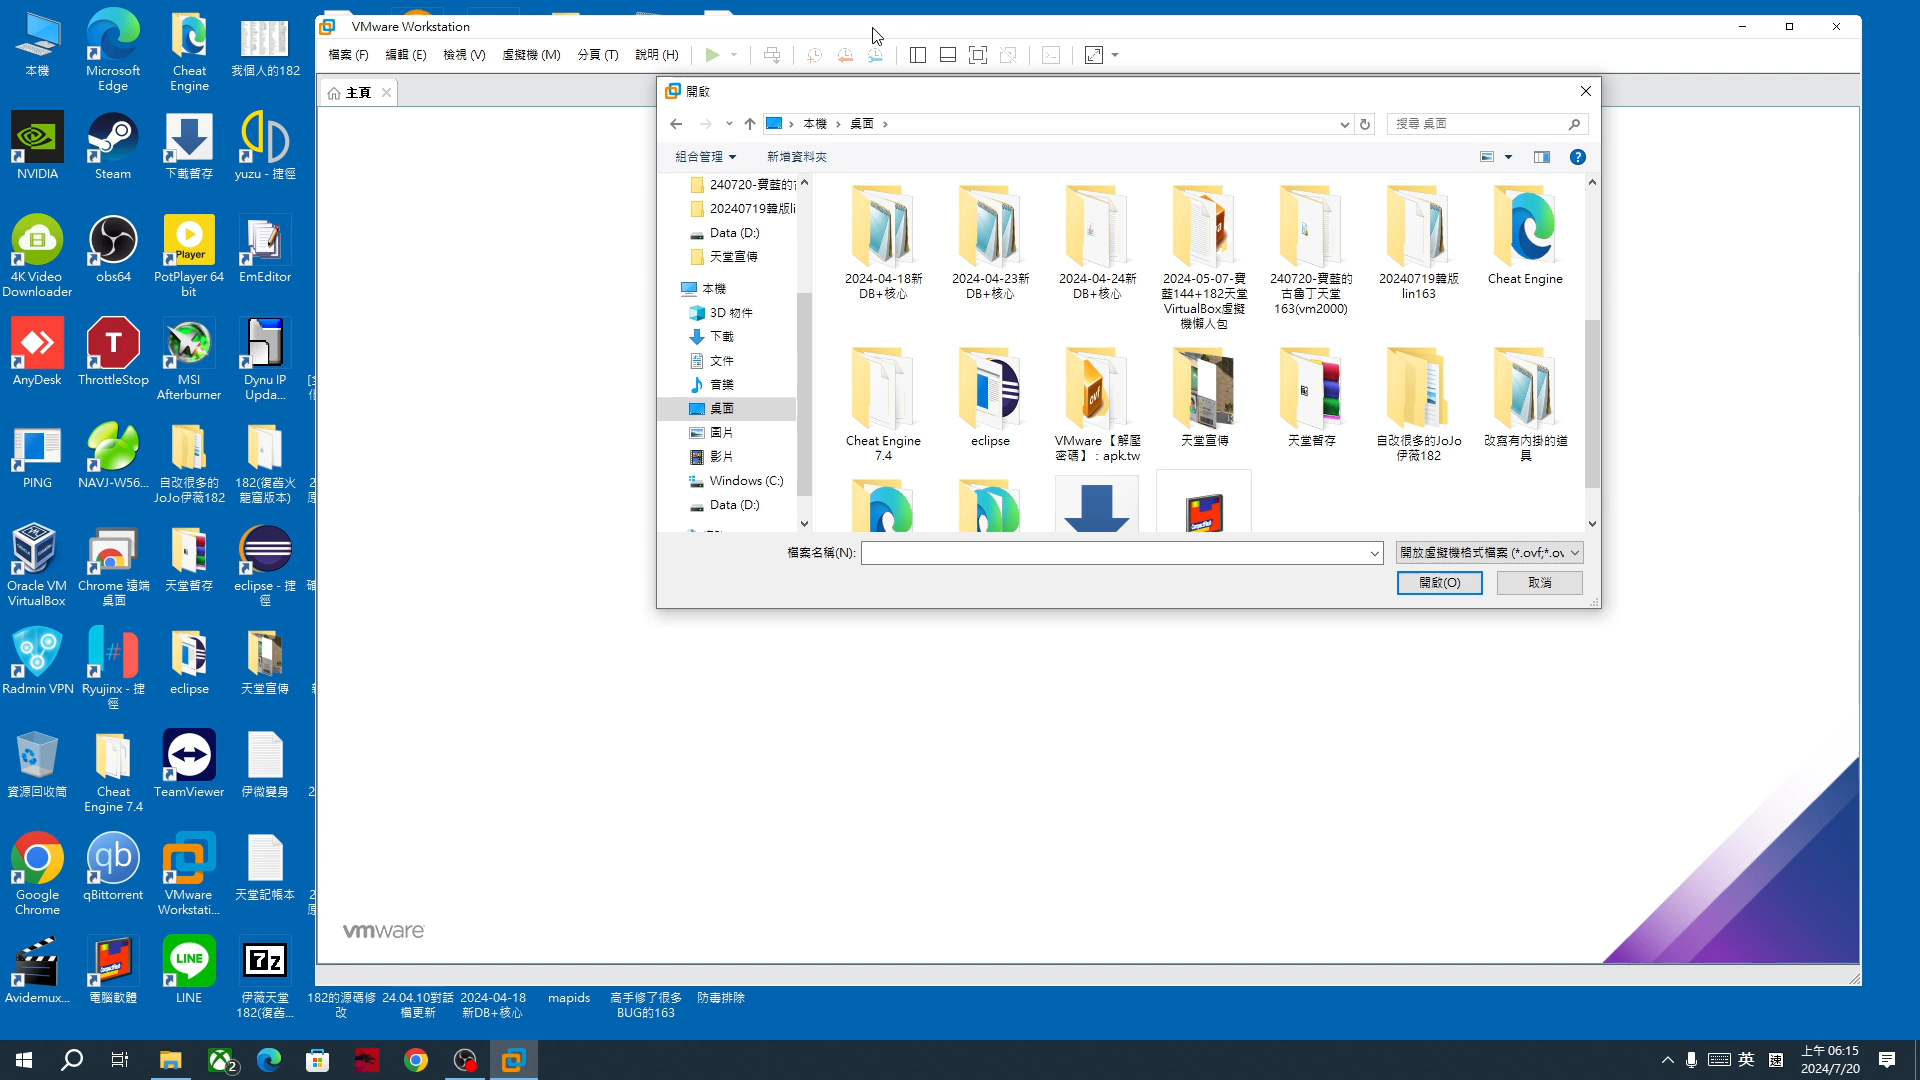 VMware Workstation
檔案 (F) 編輯 (E) 檢視 (V) 虛擬機 (M) 分頁 (T) 說明 (H)
主頁
開啟
本機 桌面
搜尋 桌面
組合管理 新增資料夾
240720-寶藍的古
20240719韓版li
Data (D:)
天堂宣傳
本機
3D 物件
下載
文件
音樂
桌面
圖片
影片
Windows (C:)
Data (D:)
2024-04-18新
DB+核心
2024-04-23新
DB+核心
2024-04-24新
DB+核心
2024-05-07-寶
藍144+182天堂
VirtualBox虛擬
機懶人包
240720-寶藍的
古魯丁天堂
163(vm2000)
20240719韓版
lin163
Cheat Engine
Cheat Engine
7.4
eclipse
VMware 【解壓
密碼】：apk.tw
天堂宣傳
天堂暫存
自改很多的JoJo
伊薇182
改寫有內掛的道
具
檔案名稱(N):
開放虛擬機格式檔案 (*.ovf;*.ov
開啟(O)
取消
vmware
本機
Microsoft
Edge
Cheat
Engine
我個人的182
NVIDIA
Steam
下載暫存
yuzu - 捷徑
4K Video
Downloader
obs64
Player
PotPlayer 64
bit
EmEditor
AnyDesk
T
ThrottleStop
MSI
Afterburner
Dynu IP
Upda...
PING
NAVJ-W56...
自改很多的
JoJo伊薇182
182(復舊火
龍窟版本)
Oracle VM
VirtualBox
Chrome 遠端
桌面
天堂暫存
eclipse - 捷
徑
Radmin VPN
Ryujinx - 捷
徑
eclipse
天堂宣傳
資源回收筒
Cheat
Engine 7.4
TeamViewer
伊微變身
Google
Chrome
qb
qBittorrent
VMware
Workstati...
天堂記帳本
Avidemux...
電腦軟體
LINE
LINE
7z
伊薇天堂
182(復舊...
182的源碼修
改
24.04.10對話
檔更新
2024-04-18
新DB+核心
mapids
高手修了很多
BUG的163
防毒排除
2
英
速
上午 06:15
2024/7/20